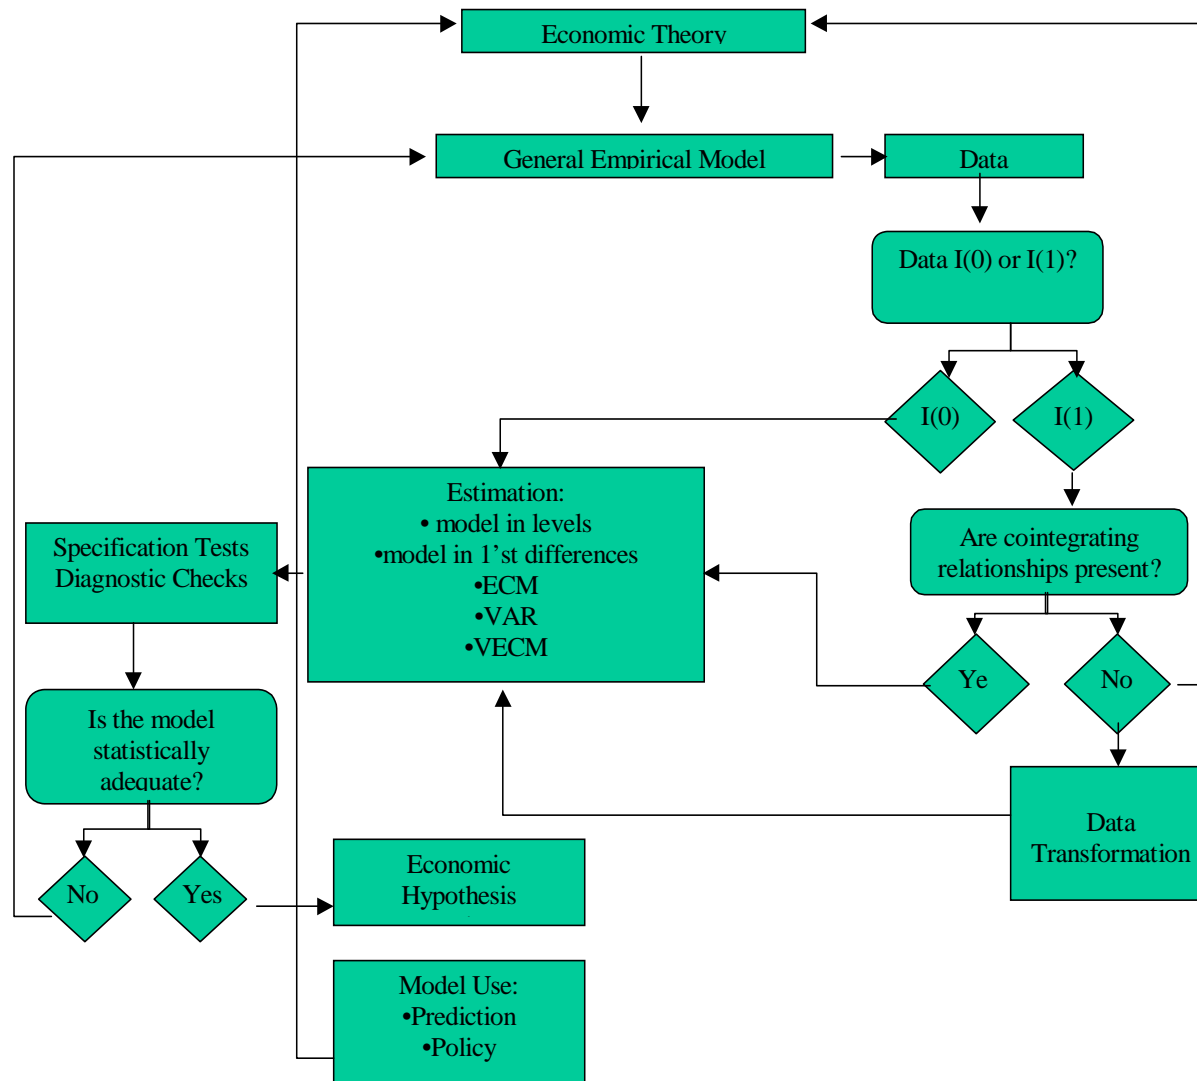 Economic Theory
General Empirical Model
Data
Data I(0) or I(1)?
I(0)
I(1)
Estimation:
• model in levels
•model in 1'st differences
•ECM
•VAR
•VECM
Are cointegrating
relationships present?
Ye
No
Data
Transformation
Specification Tests
Diagnostic Checks
Is the model
statistically
adequate?
No
Yes
Economic
Hypothesis
Model Use:
•Prediction
•Policy